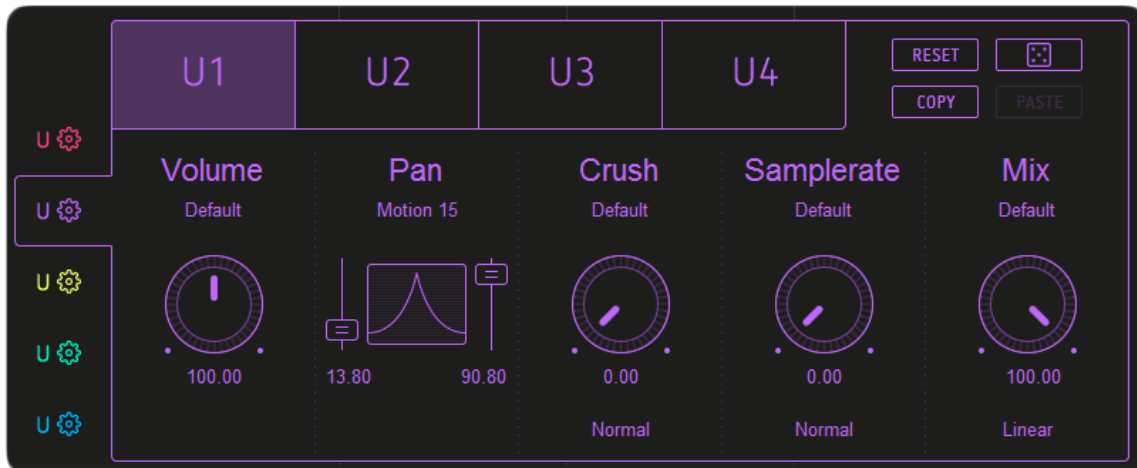 U1 U2 U3 U4
RESET
COPY PASTE
U
U
U
U
U
Volume Pan Crush Samplerate Mix
Default Motion 15 Default Default Default
100.00 13.80 90.80 0.00 0.00 100.00
Normal Normal Linear